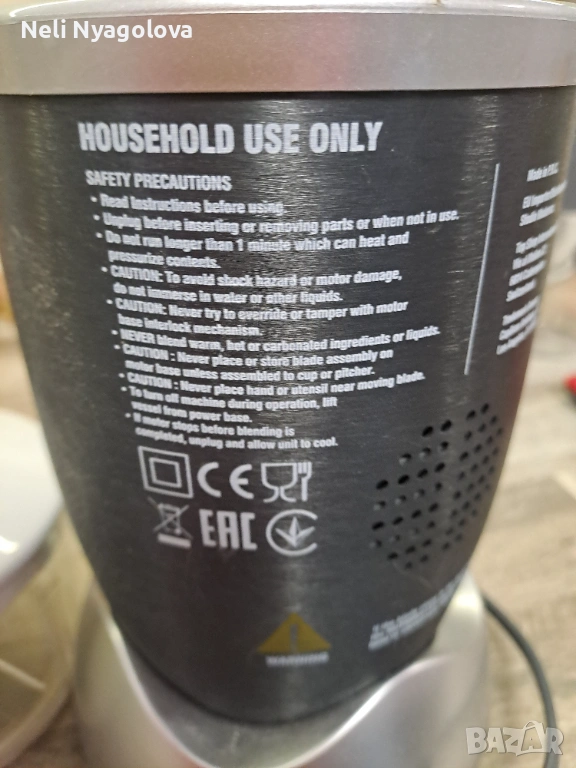 Neli Nyagolova
HOUSEHOLD USE ONLY
SAFETY PRECAUTIONS
• Read Instructions before using.
• Unplug before inserting or removing parts or when not in use.
• Do not run longer than 1 minute which can heat and
pressurize contents.
• CAUTION: To avoid shock hazard or motor damage,
do not immerse in water or other liquids.
• CAUTION: Never try to override or tamper with motor
base interlock mechanism.
• NEVER blend warm, hot or carbonated ingredients or liquids.
• CAUTION : Never place or store blade assembly on
motor base unless assembled to cup or pitcher.
• CAUTION : Never place hand or utensil near moving blade.
• To turn off machine during operation, lift
vessel from power base.
• If motor stops before blending is
completed, unplug and allow unit to cool.
CE
EAC
Made in P.R.C.
WARNING
BAZAR